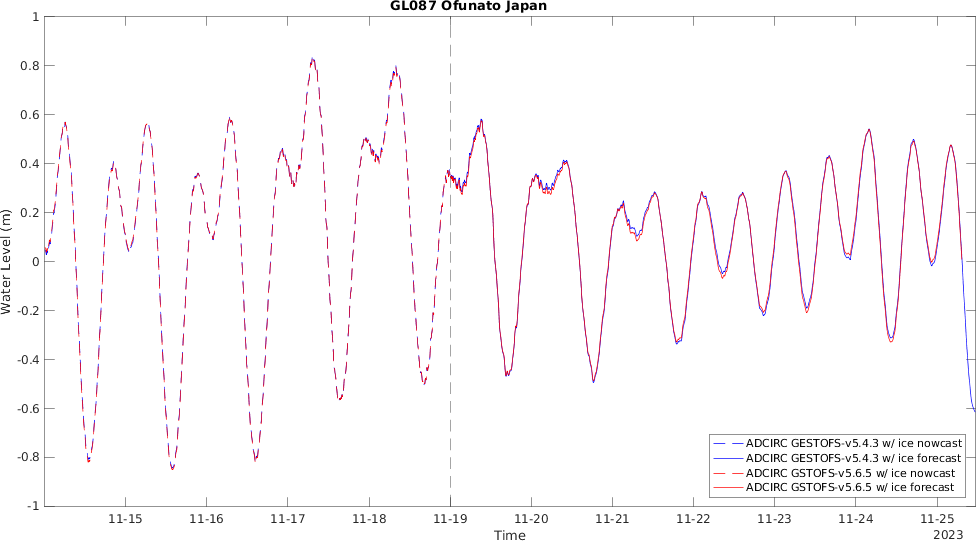 GL087 Ofunato Japan
1
0.8
0.6
0.4
0.2
0
-0.2
-0.4
-0.6
-0.8
-1
Water Level (m)
11-15 11-16 11-17 11-18 11-19 11-20 11-21 11-22 11-23 11-24 11-25
Time
2023
ADCIRC GESTOFS-v5.4.3 w/ ice nowcast
ADCIRC GESTOFS-v5.4.3 w/ ice forecast
ADCIRC GSTOFS-v5.6.5 w/ ice nowcast
ADCIRC GSTOFS-v5.6.5 w/ ice forecast